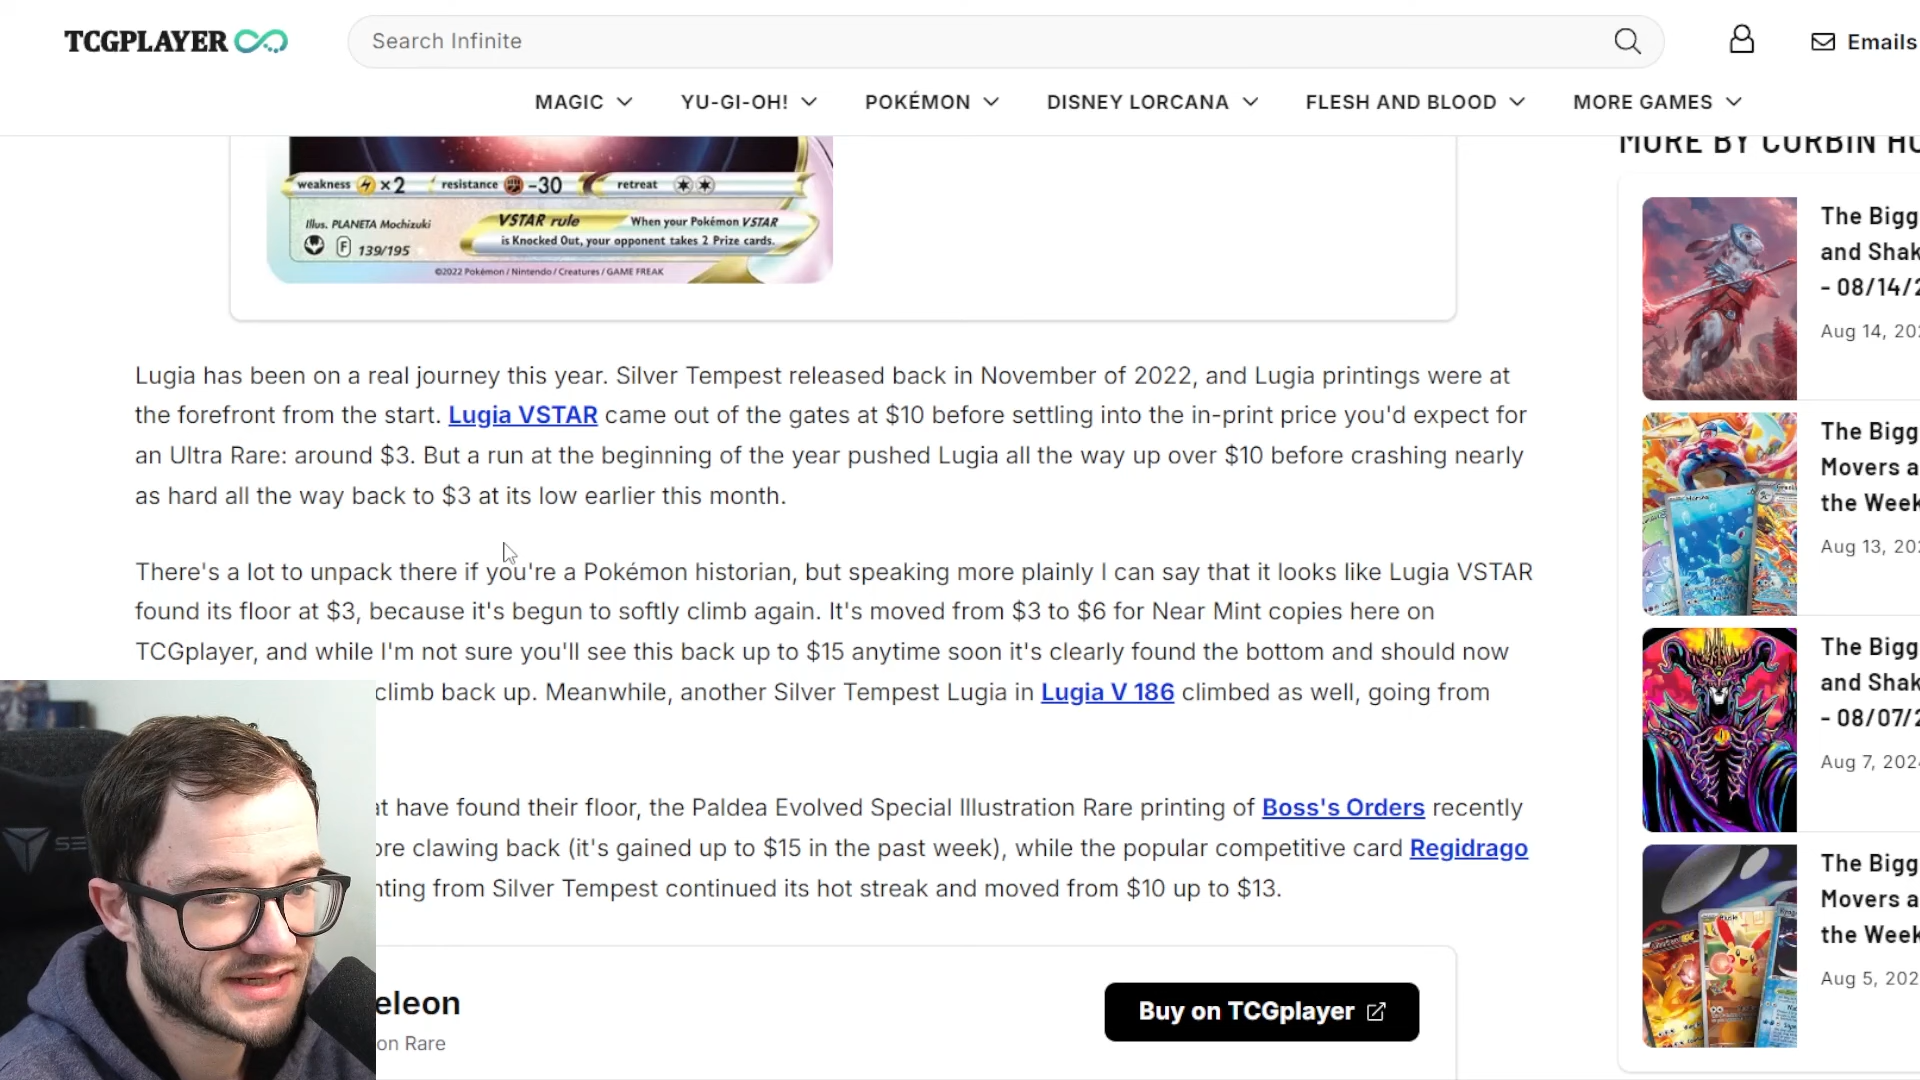 TCGPLAYER
Search Infinite
Emails
MAGIC
YU-GI-OH!
POKÉMON
DISNEY LORCANA
FLESH AND BLOOD
MORE GAMES
weakness ×2 resistance -30 retreat
Illus. PLANETA Mochizuki
F 139/195
VSTAR rule When your Pokémon VSTAR
is Knocked Out, your opponent takes 2 Prize cards.
©2022 Pokémon / Nintendo / Creatures / GAME FREAK
Lugia has been on a real journey this year. Silver Tempest released back in November of 2022, and Lugia printings were at
the forefront from the start. Lugia VSTAR came out of the gates at $10 before settling into the in-print price you'd expect for
an Ultra Rare: around $3. But a run at the beginning of the year pushed Lugia all the way up over $10 before crashing nearly
as hard all the way back to $3 at its low earlier this month.
There's a lot to unpack there if you're a Pokémon historian, but speaking more plainly I can say that it looks like Lugia VSTAR
found its floor at $3, because it's begun to softly climb again. It's moved from $3 to $6 for Near Mint copies here on
TCGplayer, and while I'm not sure you'll see this back up to $15 anytime soon it's clearly found the bottom and should now
climb back up. Meanwhile, another Silver Tempest Lugia in Lugia V 186 climbed as well, going from
at have found their floor, the Paldea Evolved Special Illustration Rare printing of Boss's Orders recently
ore clawing back (it's gained up to $15 in the past week), while the popular competitive card Regidrago
nting from Silver Tempest continued its hot streak and moved from $10 up to $13.
eleon
on Rare
Buy on TCGplayer
MORE BY CORBIN HO
The Bigg
and Shak
- 08/14/2
Aug 14, 202
The Bigg
Movers a
the Week
Aug 13, 202
The Bigg
and Shak
- 08/07/2
Aug 7, 2024
The Bigg
Movers a
the Week
Aug 5, 202